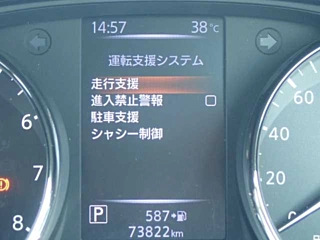 14:57 38℃
運転支援システム
走行支援
進入禁止警報
駐車支援
シャシー制御
P 587
73822km
6
7
8
60
40
20
0